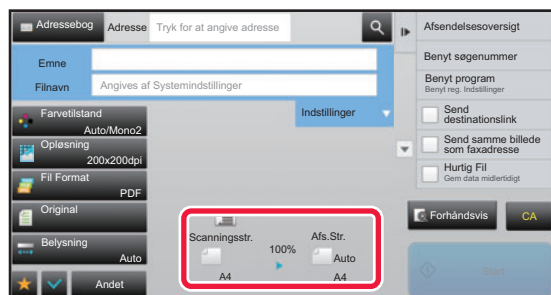 Adressebog
Adresse
Tryk for at angive adresse
Emne
Filnavn
Angives af Systemindstillinger
Indstillinger
Farvetilstand
Auto/Mono2
Opløsning
200x200dpi
Fil Format
PDF
Original
Belysning
Auto
Andet
Scanningsstr.
A4
100%
Afs.Str.
Auto
A4
Afsendelsesoversigt
Benyt søgenummer
Benyt program
Benyt reg. Indstillinger
Send
destinationslink
Send samme billede
som faxadresse
Hurtig Fil
Gem data midlertidigt
Forhåndsvis
CA
Start